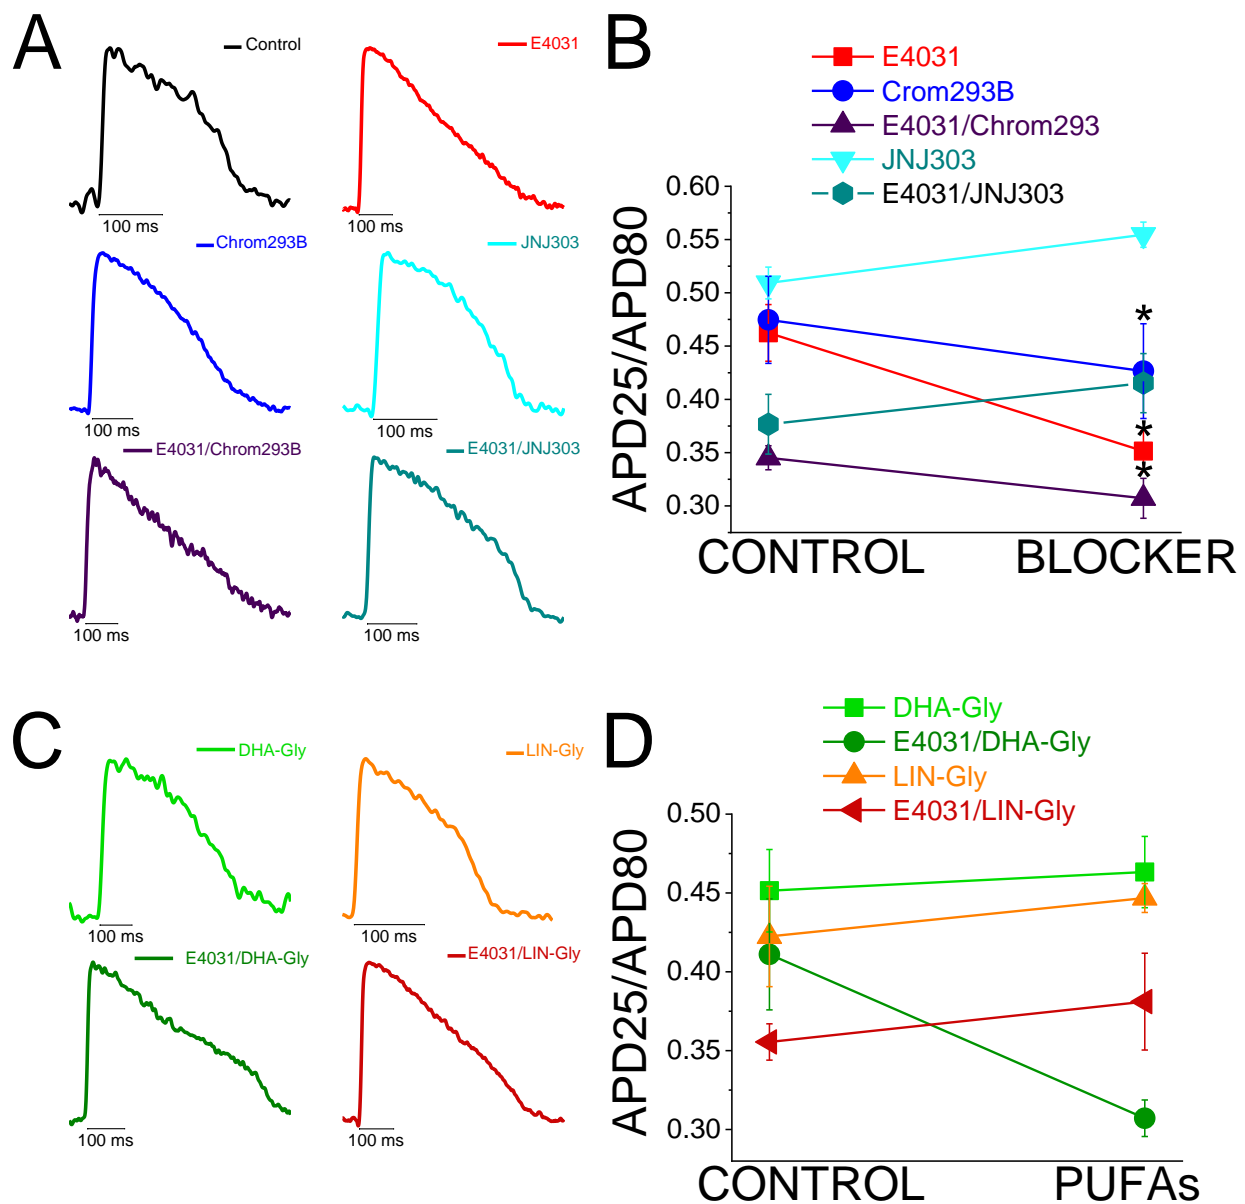 A
Control
100 ms
E4031
100 ms
Chrom293B
100 ms
JNJ303
100 ms
E4031/Chrom293B
100 ms
E4031/JNJ303
100 ms
B
E4031
Crom293B
E4031/Chrom293
JNJ303
E4031/JNJ303
APD25/APD80
0.60
0.55
0.50
0.45
0.40
0.35
0.30
*
*
*
CONTROL
BLOCKER
C
DHA-Gly
100 ms
LIN-Gly
100 ms
E4031/DHA-Gly
100 ms
E4031/LIN-Gly
100 ms
D
DHA-Gly
E4031/DHA-Gly
LIN-Gly
E4031/LIN-Gly
APD25/APD80
0.50
0.45
0.40
0.35
0.30
CONTROL
PUFAs